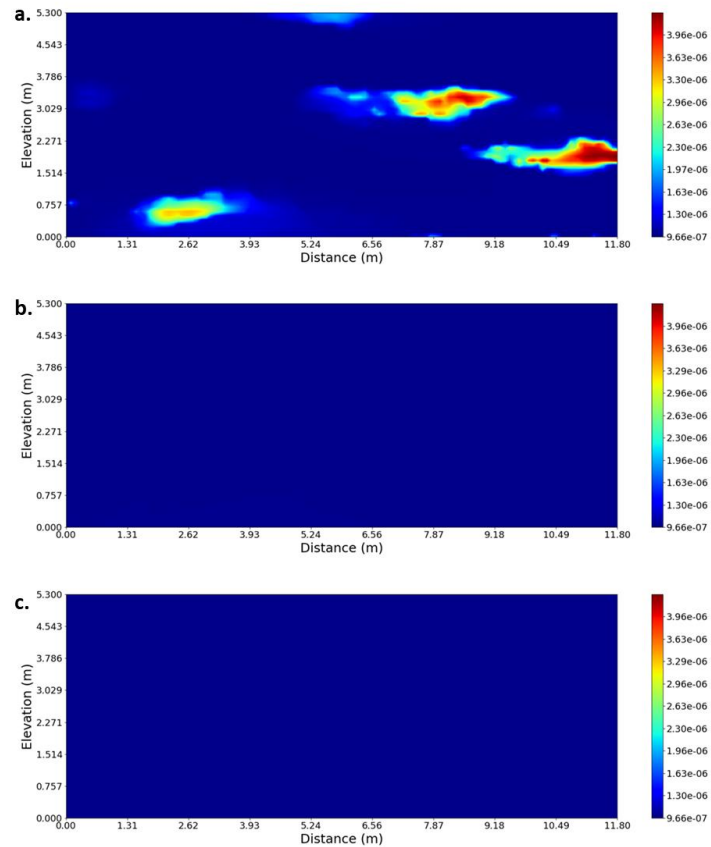 a.
5.300
4.543
3.786
3.029
2.271
1.514
0.757
0.000
Elevation (m)
0.00 1.31 2.62 3.93 5.24 6.56 7.87 9.18 10.49 11.80
Distance (m)
3.96e-06
3.63e-06
3.30e-06
2.96e-06
2.63e-06
2.30e-06
1.97e-06
1.63e-06
1.30e-06
9.66e-07
b.
5.300
4.543
3.786
3.029
2.271
1.514
0.757
0.000
Elevation (m)
0.00 1.31 2.62 3.93 5.24 6.56 7.87 9.18 10.49 11.80
Distance (m)
3.96e-06
3.63e-06
3.29e-06
2.96e-06
2.63e-06
2.30e-06
1.96e-06
1.63e-06
1.30e-06
9.66e-07
c.
5.300
4.543
3.786
3.029
2.271
1.514
0.757
0.000
Elevation (m)
0.00 1.31 2.62 3.93 5.24 6.56 7.87 9.18 10.49 11.80
Distance (m)
3.96e-06
3.63e-06
3.29e-06
2.96e-06
2.63e-06
2.30e-06
1.96e-06
1.63e-06
1.30e-06
9.66e-07